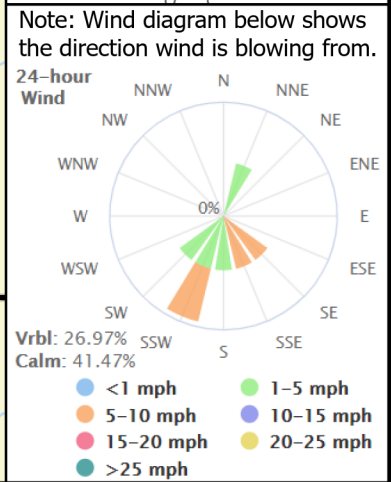 Note: Wind diagram below shows
the direction wind is blowing from.
24-hour
Wind
N
NNW
NNE
NW
NE
WNW
ENE
0%
W
E
WSW
ESE
SW
SE
Vrbl: 26.97%
SSW
SSE
S
Calm: 41.47%
<1 mph
1-5 mph
5-10 mph
10-15 mph
15-20 mph
20-25 mph
>25 mph